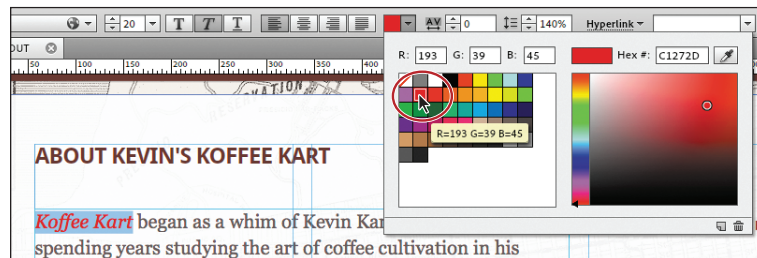 20 T T T AV 0 140% Hyperlink
OUT
50 100 150 200 250 300 350 400
R: 193 G: 39 B: 45 Hex #: C1272D
R=193 G=39 B=45
ABOUT KEVIN'S KOFFEE KART
Koffee Kart began as a whim of Kevin Kar
spending years studying the art of coffee cultivation in his